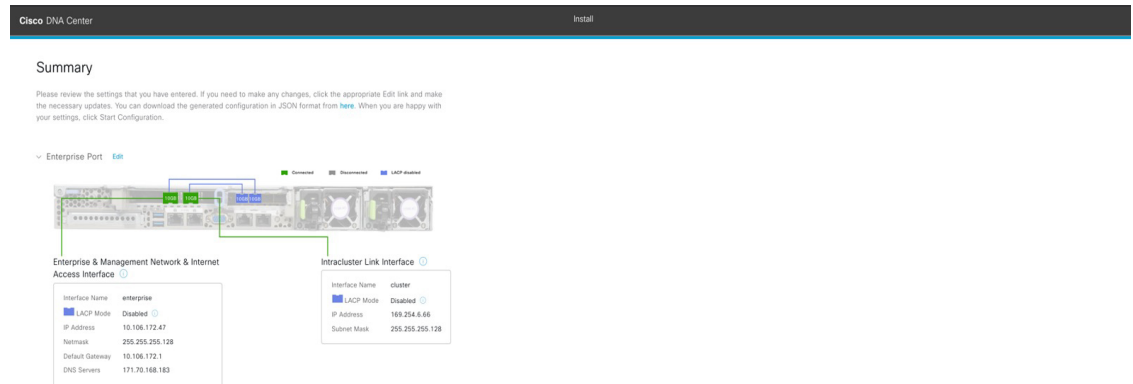 Cisco DNA Center
Install
Summary
Please review the settings that you have entered. If you need to make any changes, click the appropriate Edit link and make
the necessary updates. You can download the generated configuration in JSON format from here. When you are happy with
your settings, click Start Configuration.
Enterprise Port Edit
Connected Disconnected LACP disabled
10GB 10GB 10GB 10GB
Enterprise & Management Network & Internet
Access Interface
Interface Name enterprise
LACP Mode Disabled
IP Address 10.106.172.47
Netmask 255.255.255.128
Default Gateway 10.106.172.1
DNS Servers 171.70.168.183
Intracluster Link Interface
Interface Name cluster
LACP Mode Disabled
IP Address 169.254.6.66
Subnet Mask 255.255.255.128